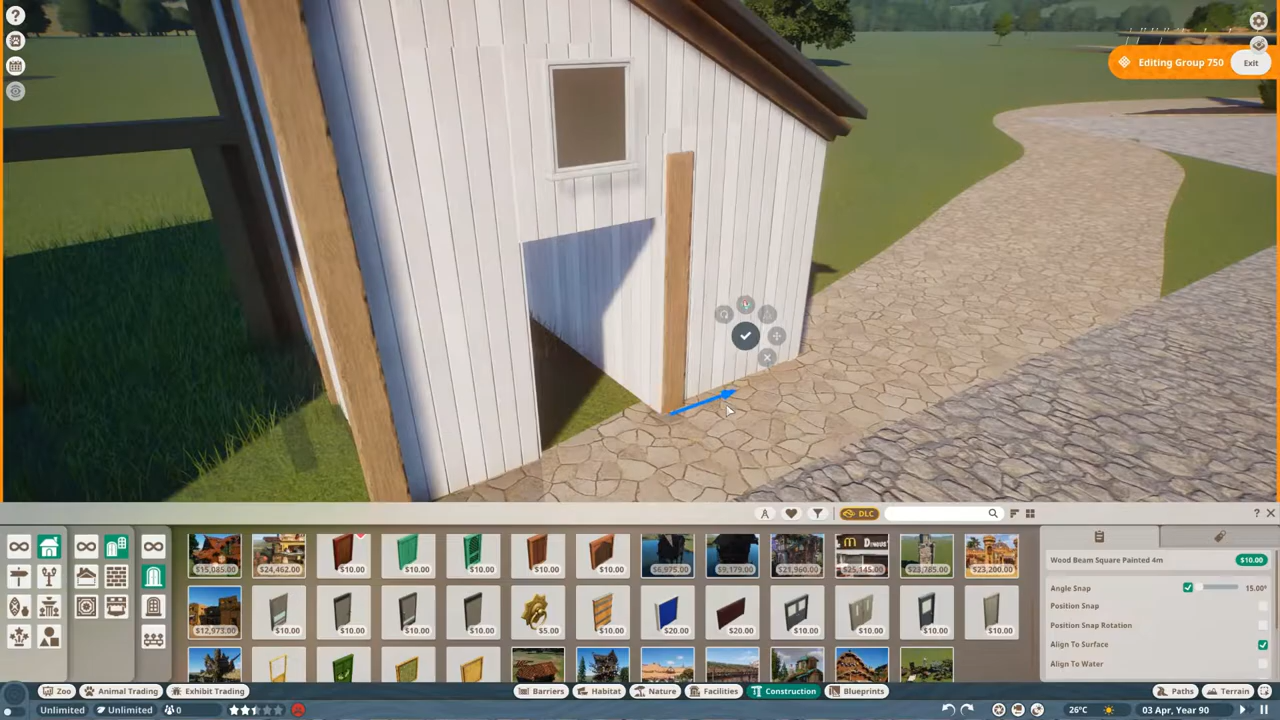 ?
Editing Group 750
Exit
DLC
?
$15,085.00
$24,462.00
$10.00
$10.00
$10.00
$10.00
$10.00
$6,975.00
$9,179.00
$21,960.00
$25,145.00
$23,785.00
$23,200.00
$12,973.00
$10.00
$10.00
$10.00
$10.00
$5.00
$10.00
$20.00
$20.00
$10.00
$10.00
$10.00
$10.00
Wood Beam Square Painted 4m
$10.00
Angle Snap
15.00°
Position Snap
Position Snap Rotation
Align To Surface
Align To Water
Zoo
Animal Trading
Exhibit Trading
Barriers
Habitat
Nature
Facilities
Construction
Blueprints
Paths
Terrain
Unlimited
Unlimited
0
26°C
03 Apr, Year 90